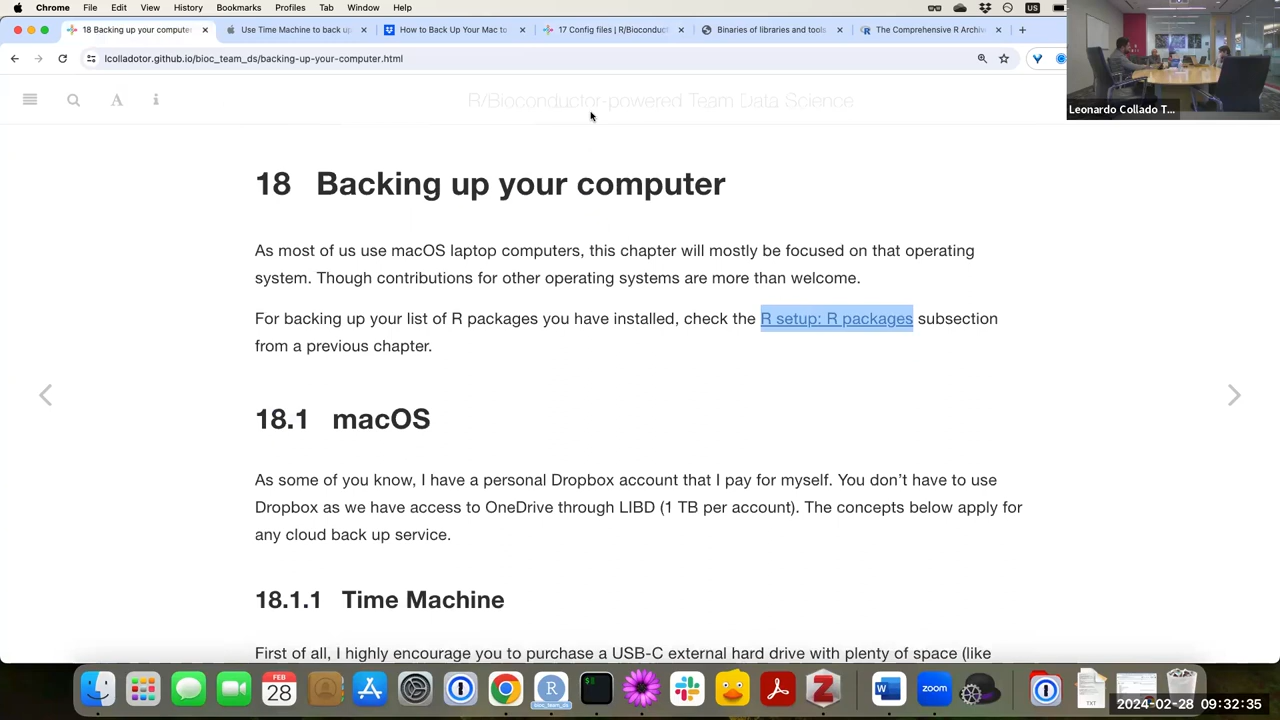 Chrome File Edit View History Bookmarks Profiles Tab Window Help
US
18 Backing up your computer
Use Time Machine to back up
How to Back Up Your Mac to
17 Config files | R/Bioconduct
Binaries of libraries and tools
The Comprehensive R Archiv
lcolladotor.github.io/bioc_team_ds/backing-up-your-computer.html
Leonardo Collado T...
R/Bioconductor-powered Team Data Science
18 Backing up your computer
As most of us use macOS laptop computers, this chapter will mostly be focused on that operating
system. Though contributions for other operating systems are more than welcome.
For backing up your list of R packages you have installed, check the R setup: R packages subsection
from a previous chapter.
18.1 macOS
As some of you know, I have a personal Dropbox account that I pay for myself. You don't have to use
Dropbox as we have access to OneDrive through LIBD (1 TB per account). The concepts below apply for
any cloud back up service.
18.1.1 Time Machine
First of all, I highly encourage you to purchase a USB-C external hard drive with plenty of space (like
FEB
28
bioc_team_ds
zoom
TXT
2024-02-28 09:32:35